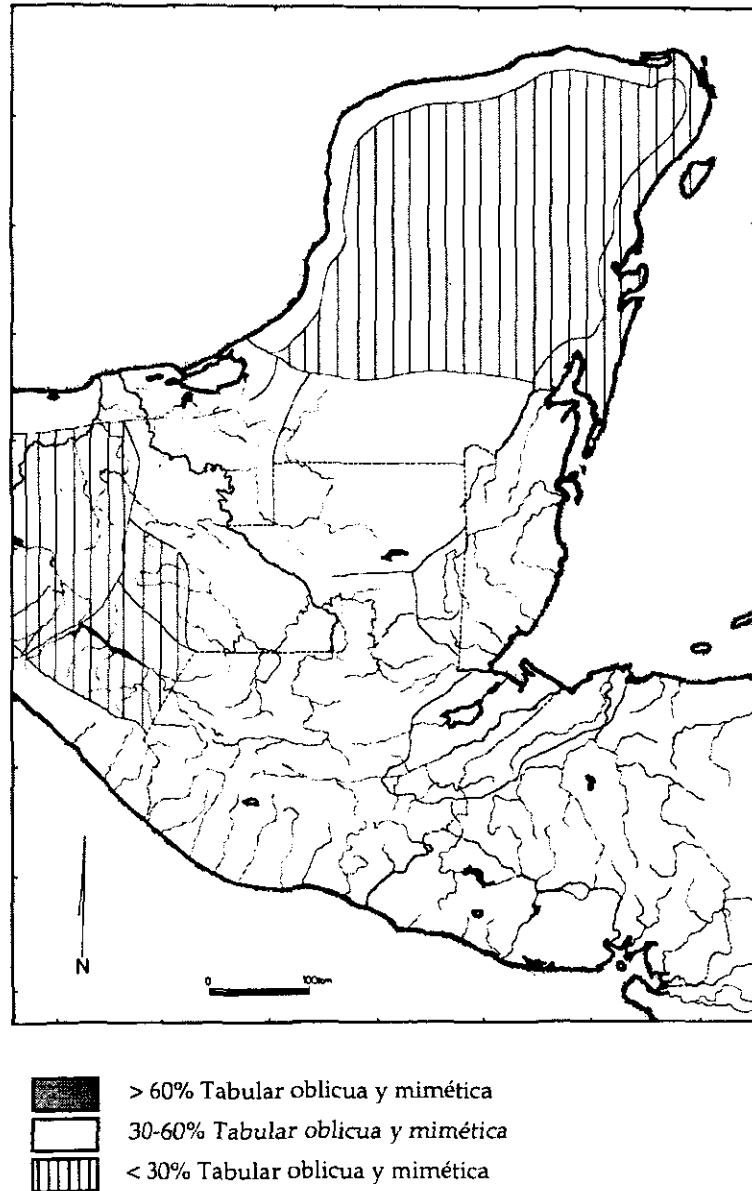 N
0 100km
> 60% Tabular oblicua y mimética
30-60% Tabular oblicua y mimética
< 30% Tabular oblicua y mimética